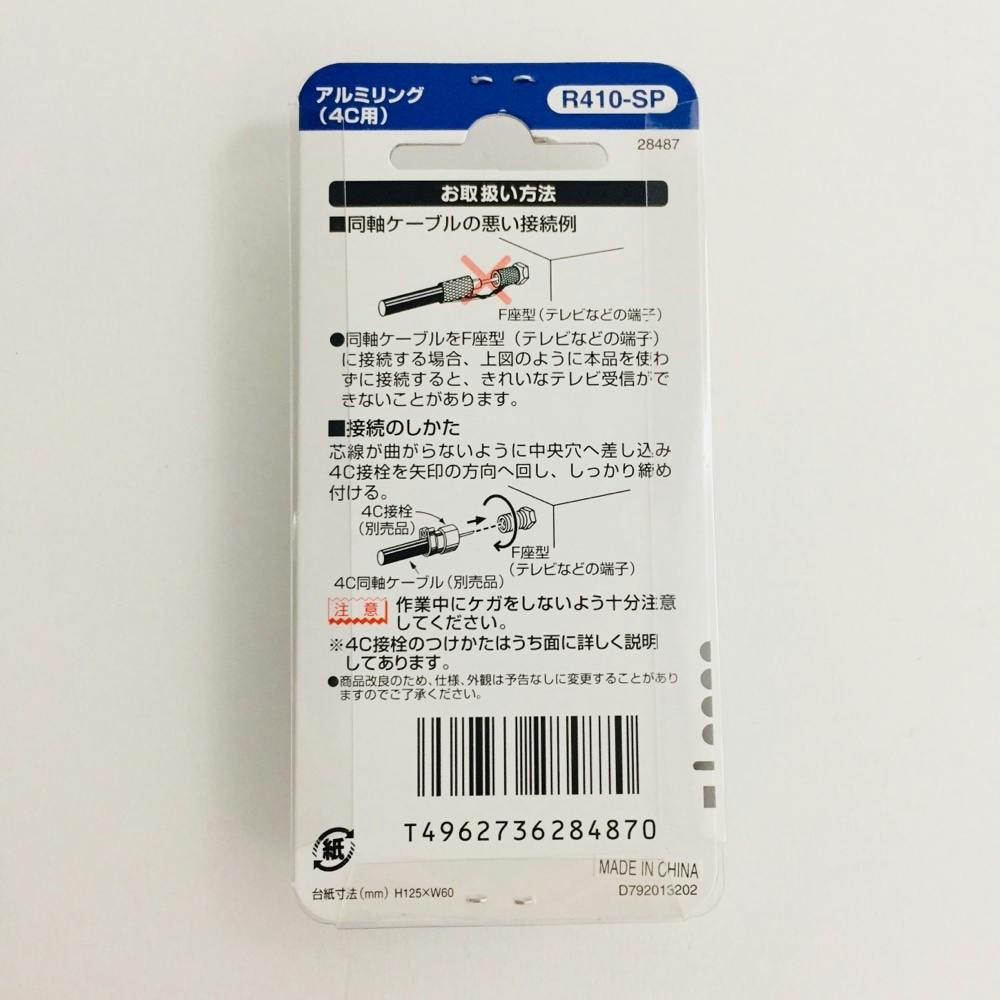 アルミリング
(4C用)
R410-SP
28487
お取扱い方法
■同軸ケーブルの悪い接続例
F座型(テレビなどの端子)
●同軸ケーブルをF座型(テレビなどの端子)
に接続する場合、上図のように本品を使わ
ずに接続すると、きれいなテレビ受信がで
きないことがあります。
■接続のしかた
芯線が曲がらないように中央穴へ差し込み
4C接栓を矢印の方向へ回し、しっかり締め
付ける。
4C接栓
(別売品)
F座型
(テレビなどの端子)
4C同軸ケーブル(別売品)
注意 作業中にケガをしないよう十分注意
してください。
※4C接栓のつけかたはうち面に詳しく説明
してあります。
●商品改良のため、仕様、外観は予告なしに変更することがあり
ますのでご了承ください。
T4962736284870
紙
MADE IN CHINA
台紙寸法(mm) H125×W60
D792013202